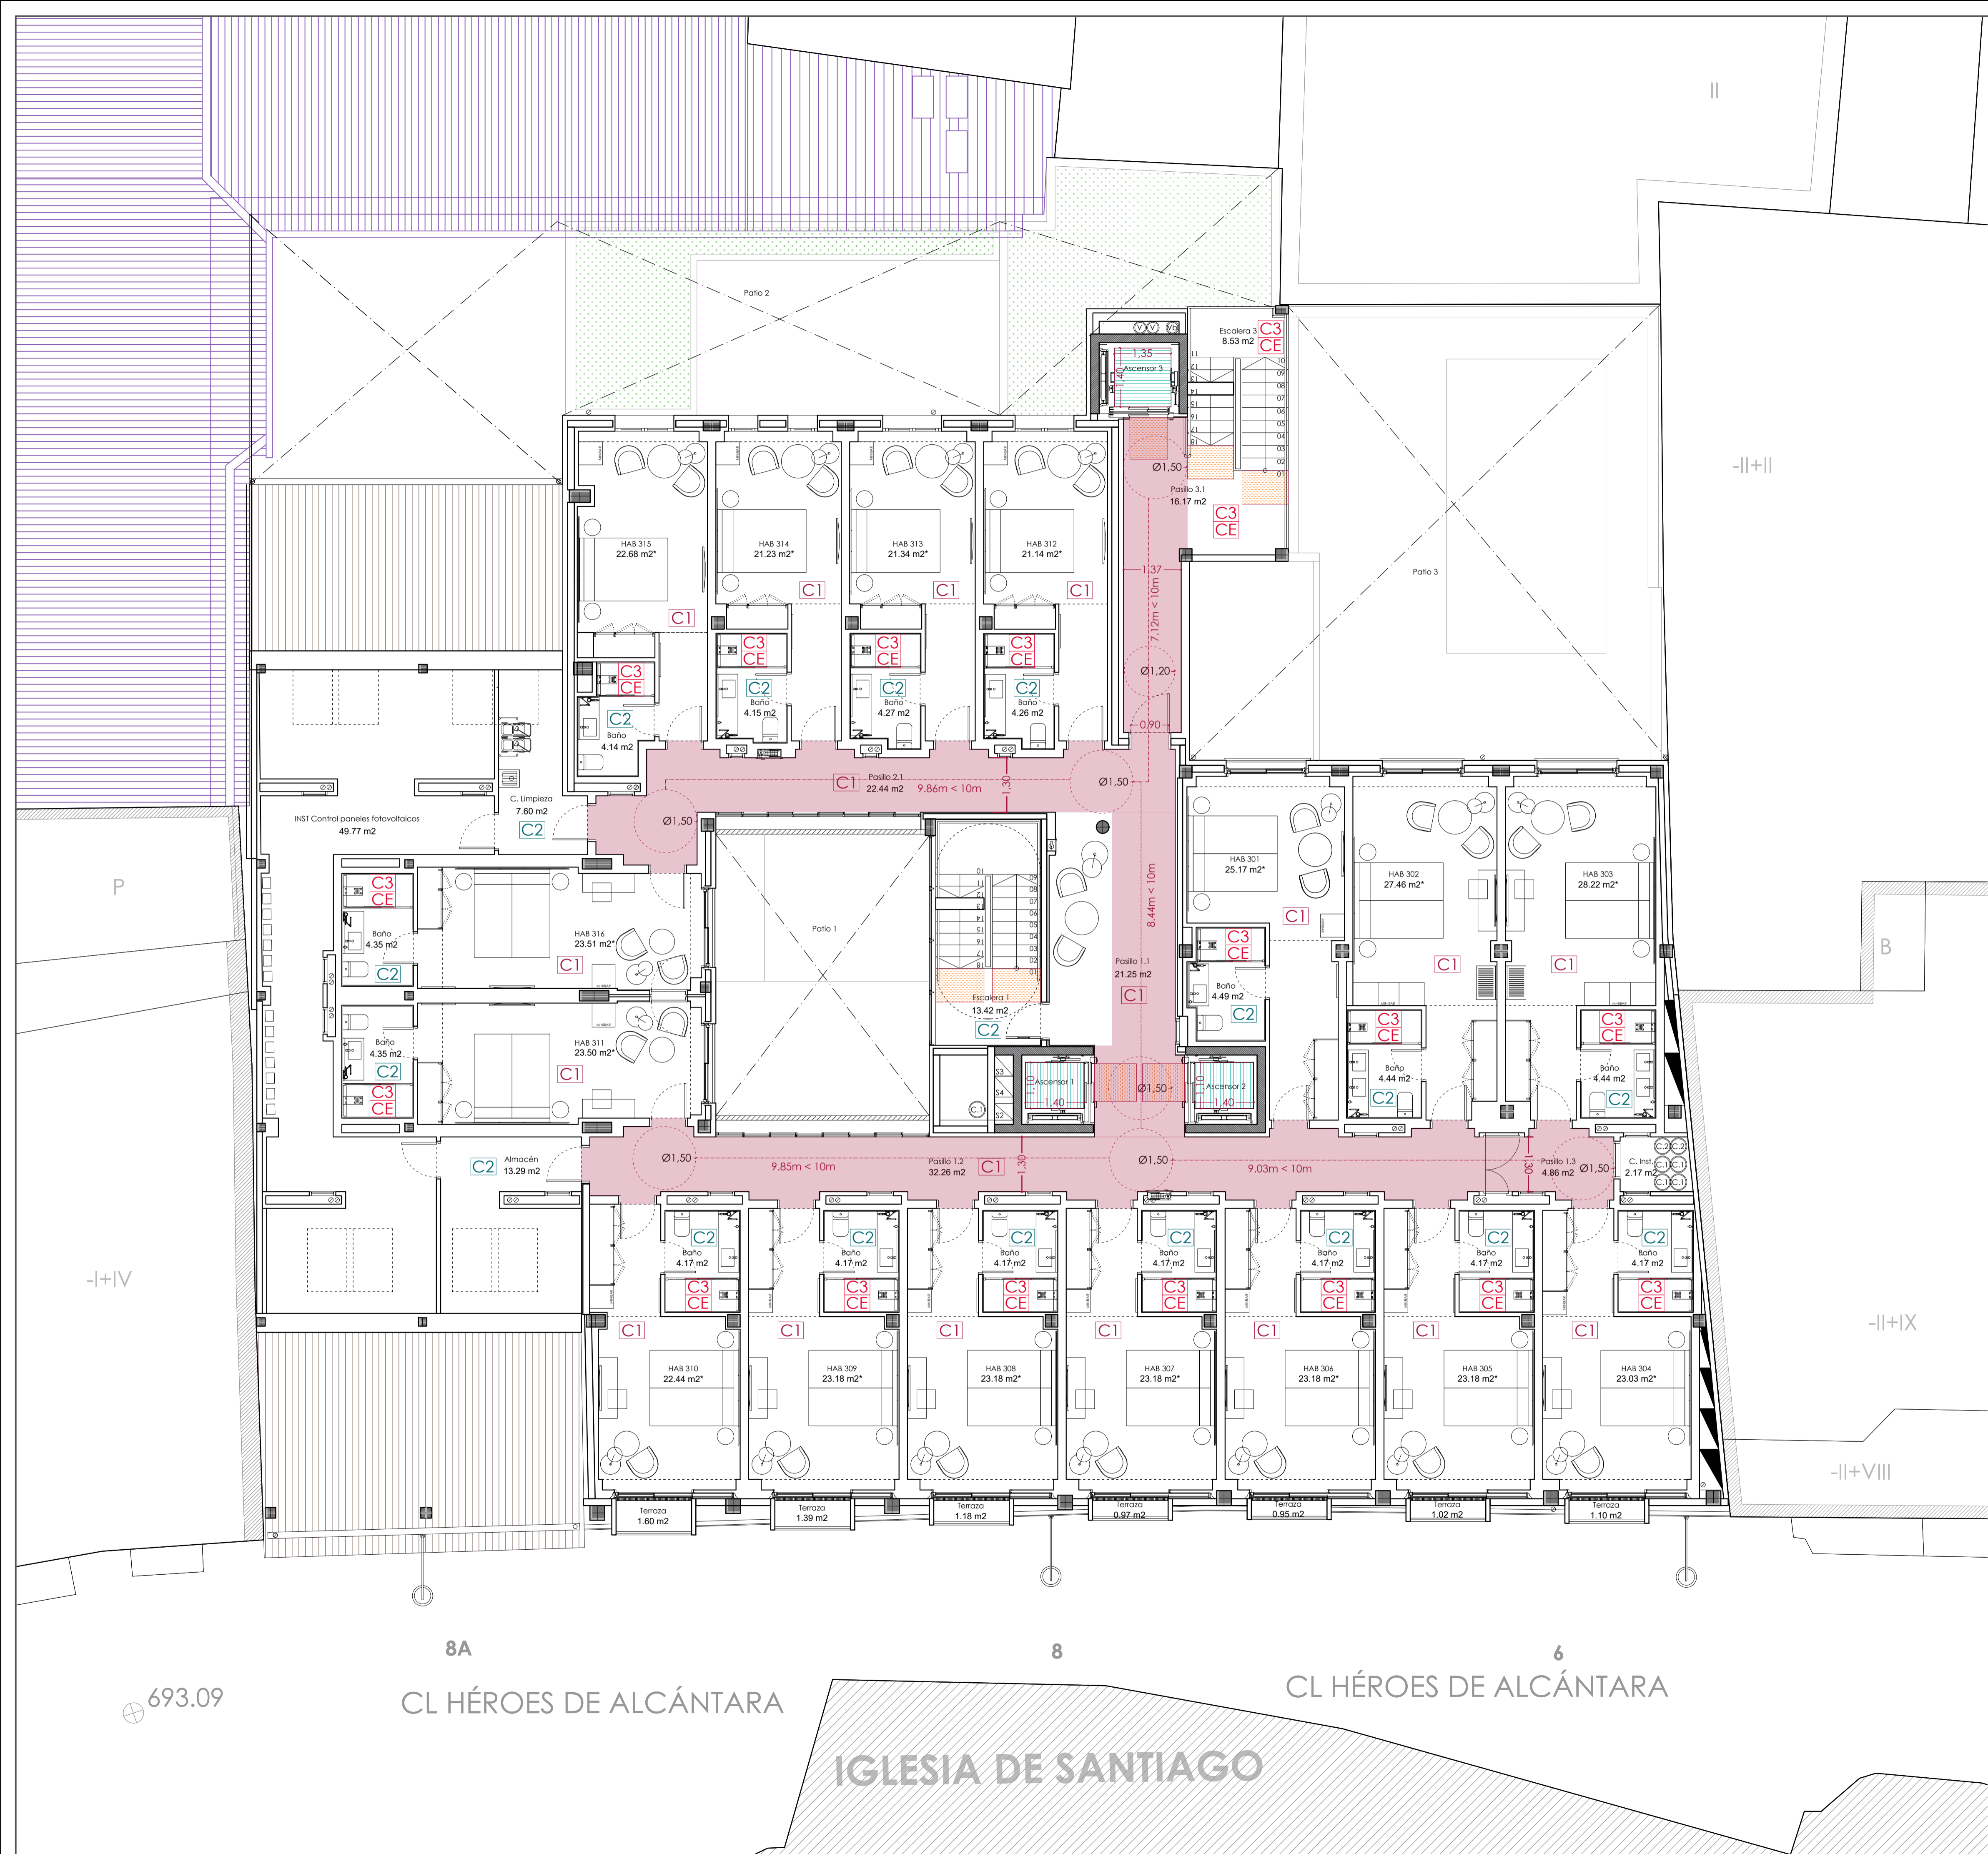 II
Patio 2
Escalera 3
8.53 m2
C3
CE
1,35
1,40
Ascensor 3
Ø1,50
Pasillo 3.1
16.17 m2
C3
CE
-II+II
Patio 3
HAB 315
22.68 m2*
HAB 314
21.23 m2*
HAB 313
21.34 m2*
HAB 312
21.14 m2*
C1
C1
C1
C1
1,37
7.12m < 10m
Ø1,20
0,90
C3
CE
C3
CE
C3
CE
C3
CE
C2
Baño
4.14 m2
C2
Baño
4.15 m2
C2
Baño
4.27 m2
C2
Baño
4.26 m2
C1
Pasillo 2.1
22.44 m2
9.86m < 10m
1,30
Ø1,50
Ø1,50
C. Limpieza
7.60 m2
C2
INST Control paneles fotovoltaicos
49.77 m2
P
B
C3
CE
Baño
4.35 m2
C2
HAB 316
23.51 m2*
C1
Patio 1
Baño
4.35 m2
C2
C3
CE
HAB 311
23.50 m2*
C1
Escalera 1
13.42 m2
C2
8.44m < 10m
Pasillo 1.1
21.25 m2
C1
HAB 301
25.17 m2*
C1
HAB 302
27.46 m2*
C1
HAB 303
28.22 m2*
C1
C3
CE
Baño
4.49 m2
C2
C3
CE
Baño
4.44 m2
C2
C3
CE
Baño
4.44 m2
C2
S3
S4
S2
C.1
Ascensor 1
1,10
1,40
Ø1,50
Ascensor 2
1,10
1,40
C2
Almacén
13.29 m2
Ø1,50
9.85m < 10m
Pasillo 1.2
32.26 m2
C1
1,30
Ø1,50
9.03m < 10m
1,30
Pasillo 1.3
4.86 m2
Ø1,50
C. Inst.
2.17 m2
C.2
C.2
C.1
C.1
C.1
C.1
C2
Baño
4.17 m2
C3
CE
C2
Baño
4.17 m2
C3
CE
C2
Baño
4.17 m2
C3
CE
C2
Baño
4.17 m2
C3
CE
C2
Baño
4.17 m2
C3
CE
C2
Baño
4.17 m2
C3
CE
C2
Baño
4.17 m2
C3
CE
-I+IV
-II+IX
-II+VIII
C1
C1
C1
C1
C1
C1
C1
HAB 310
22.44 m2*
HAB 309
23.18 m2*
HAB 308
23.18 m2*
HAB 307
23.18 m2*
HAB 306
23.18 m2*
HAB 305
23.18 m2*
HAB 304
23.03 m2*
Terraza
1.60 m2
Terraza
1.39 m2
Terraza
1.18 m2
Terraza
0.97 m2
Terraza
0.95 m2
Terraza
1.02 m2
Terraza
1.10 m2
8A
8
6
693.09
CL HÉROES DE ALCÁNTARA
CL HÉROES DE ALCÁNTARA
IGLESIA DE SANTIAGO